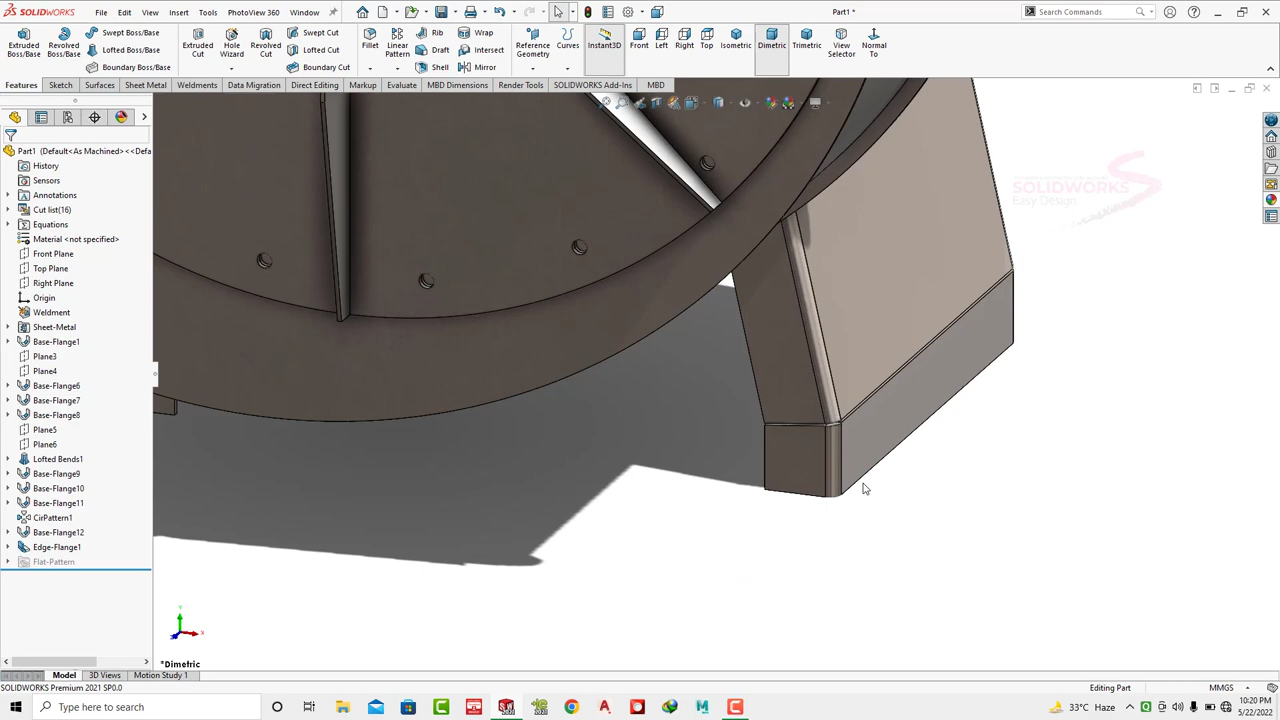 SOLIDWORKS
File Edit View Insert Tools PhotoView 360 Window
Part1 *
Search Commands
Extruded Boss/Base
Revolved Boss/Base
Swept Boss/Base
Lofted Boss/Base
Boundary Boss/Base
Extruded Cut
Hole Wizard
Revolved Cut
Swept Cut
Lofted Cut
Boundary Cut
Fillet
Linear Pattern
Rib
Draft
Shell
Wrap
Intersect
Mirror
Reference Geometry
Curves
Instant3D
Front
Left
Right
Top
Isometric
Dimetric
Trimetric
View Selector
Normal To
Features Sketch Surfaces Sheet Metal Weldments Data Migration Direct Editing Markup Evaluate MBD Dimensions Render Tools SOLIDWORKS Add-Ins MBD
Part1 (Default<As Machined><<Defa
History
Sensors
Annotations
Cut list(16)
Equations
Material <not specified>
Front Plane
Top Plane
Right Plane
Origin
Weldment
Sheet-Metal
Base-Flange1
Plane3
Plane4
Base-Flange6
Base-Flange7
Base-Flange8
Plane5
Plane6
Lofted Bends1
Base-Flange9
Base-Flange10
Base-Flange11
CirPattern1
Base-Flange12
Edge-Flange1
Flat-Pattern
SOLIDWORKS
Easy Design
Y
X
*Dimetric
Model 3D Views Motion Study 1
SOLIDWORKS Premium 2021 SP0.0
Editing Part
MMGS
Type here to search
33°C Haze
10:20 PM
5/22/2022